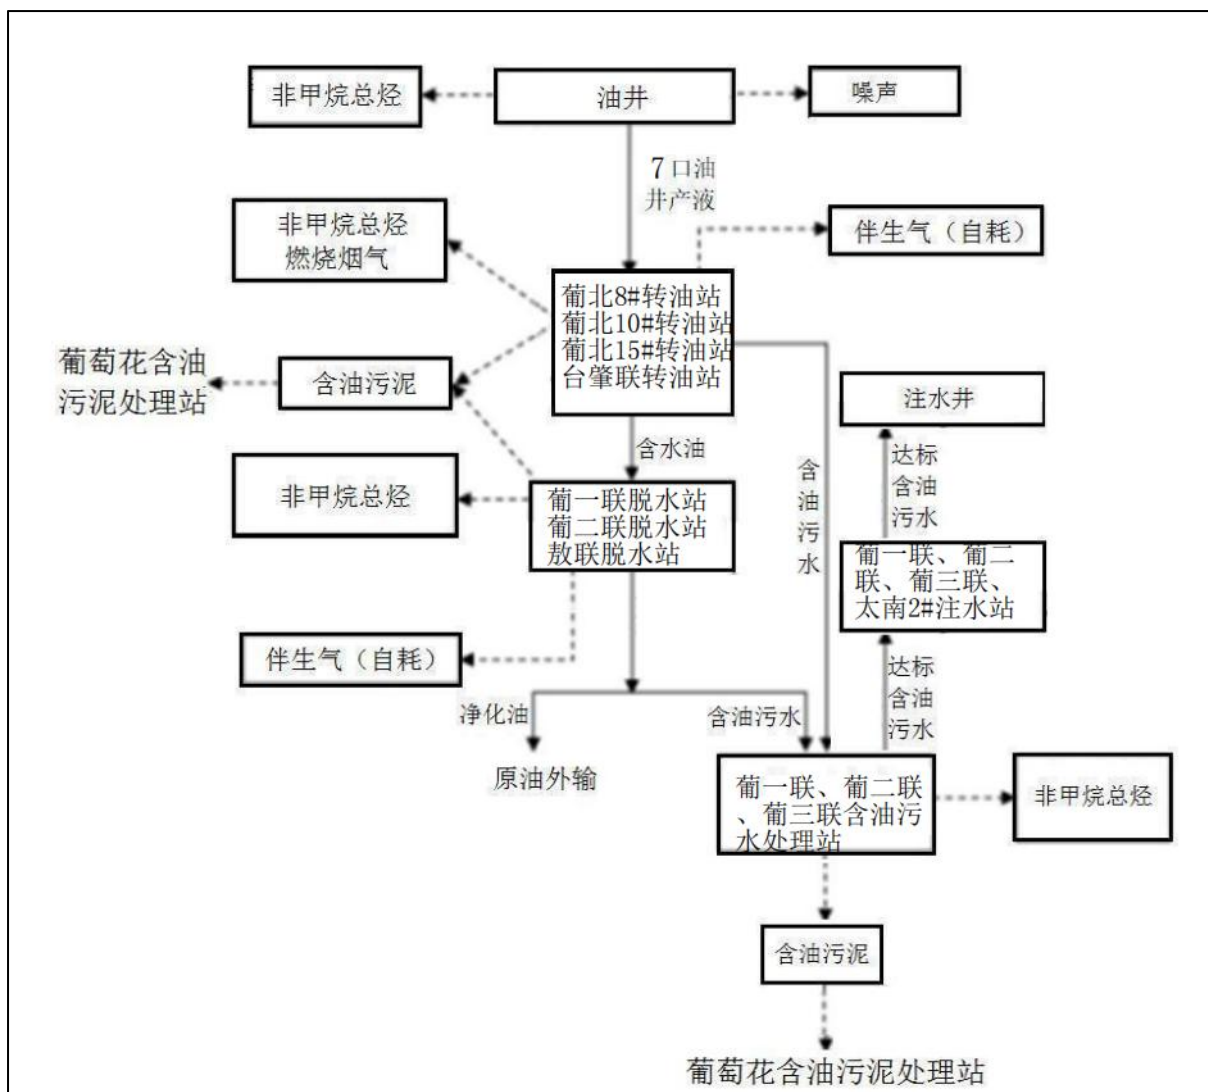 非甲烷总烃
油井
噪声
7口油
井产液
非甲烷总烃
燃烧烟气
伴生气（自耗）
葡北8#转油站
葡北10#转油站
葡北15#转油站
台肇联转油站
葡萄花含油
污泥处理站
含油污泥
注水井
含水油
含
油
污
水
达标
含油
污水
非甲烷总烃
葡一联脱水站
葡二联脱水站
敖联脱水站
葡一联、葡二
联、葡三联、
太南2#注水站
伴生气（自耗）
达标
含油
污水
净化油
含油污水
原油外输
葡一联、葡二联
、葡三联含油污
水处理站
非甲烷总烃
含油污泥
葡萄花含油污泥处理站